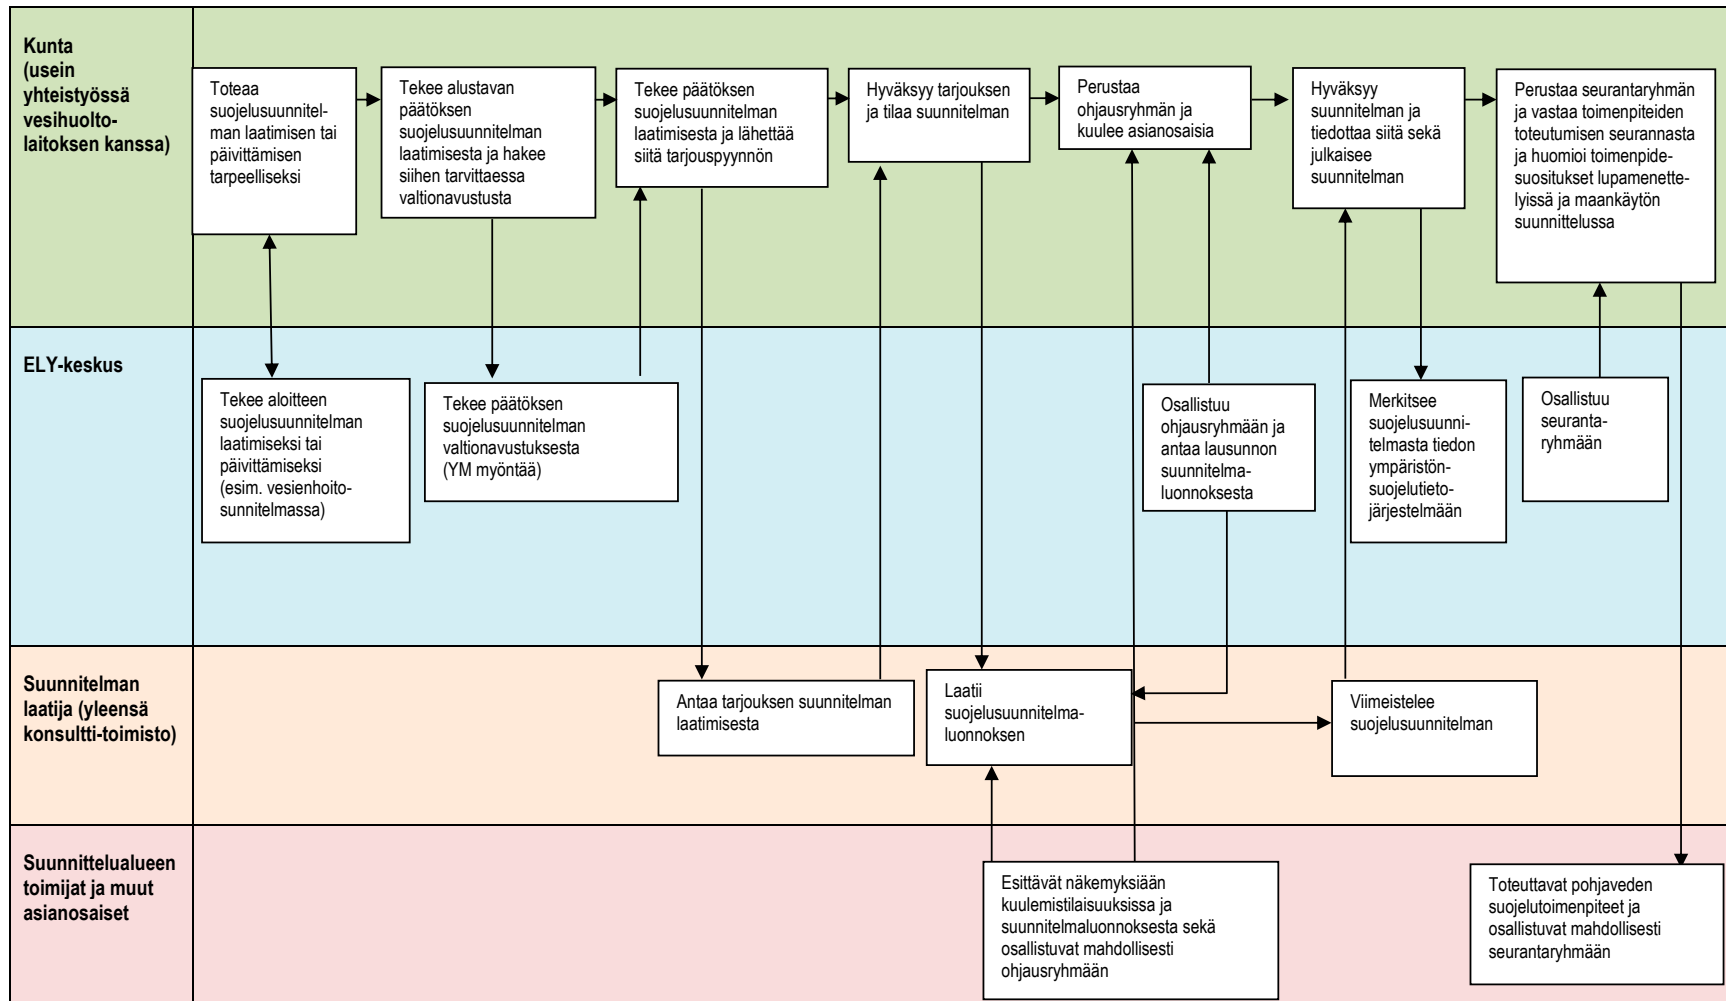 Kunta
(usein
yhteistyössä
vesihuolto-
laitoksen kanssa)
Toteaa
suojelusuunnitel-
man laatimisen tai
päivittämisen
tarpeelliseksi
Tekee alustavan
päätöksen
suojelusuunnitelman
laatimisesta ja hakee
siihen tarvittaessa
valtionavustusta
Tekee päätöksen
suojelusuunnitelman
laatimisesta ja lähettää
siitä tarjouspyynnön
Hyväksyy tarjouksen
ja tilaa suunnitelman
Perustaa
ohjausryhmän ja
kuulee asianosaisia
Hyväksyy
suunnitelman ja
tiedottaa siitä sekä
julkaisee
suunnitelman
Perustaa seurantaryhmän
ja vastaa toimenpiteiden
toteutumisen seurannasta
ja huomioi toimenpide-
suositukset lupamenette-
lyissä ja maankäytön
suunnittelussa
ELY-keskus
Tekee aloitteen
suojelusuunnitelman
laatimiseksi tai
päivittämiseksi
(esim. vesienhoito-
sunnitelmassa)
Tekee päätöksen
suojelusuunnitelman
valtionavustuksesta
(YM myöntää)
Osallistuu
ohjausryhmään ja
antaa lausunnon
suunnitelma-
luonnoksesta
Merkitsee
suojelusuunni-
telmasta tiedon
ympäristön-
suojelutieto-
järjestelmään
Osallistuu
seuranta-
ryhmään
Suunnitelman
laatija (yleensä
konsultti-toimisto)
Antaa tarjouksen suunnitelman
laatimisesta
Laatii
suojelusuunnitelma-
luonnoksen
Viimeistelee
suojelusuunnitelman
Suunnittelualueen
toimijat ja muut
asianosaiset
Esittävät näkemyksiään
kuulemistilaisuuksissa ja
suunnitelmaluonnoksesta sekä
osallistuvat mahdollisesti
ohjausryhmään
Toteuttavat pohjaveden
suojelutoimenpiteet ja
osallistuvat mahdollisesti
seurantaryhmään